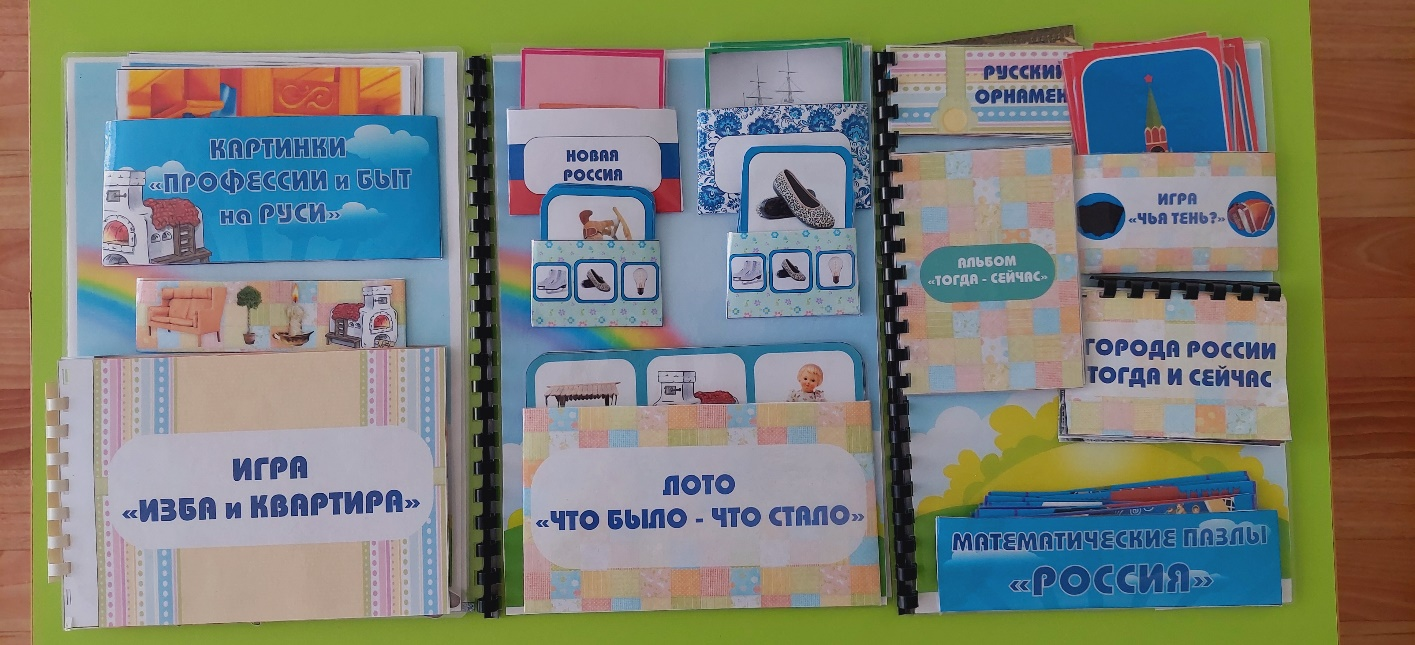 КАРТИНКИ
«ПРОФЕССИИ и БЫТ
на РУСИ»
ИГРА
«ИЗБА и КВАРТИРА»
НОВАЯ
РОССИЯ
ЛОТО
«ЧТО БЫЛО - ЧТО СТАЛО»
РУССКИ
ОРНАМЕН
АЛЬБОМ
«ТОГДА - СЕЙЧАС»
ИГРА
«ЧЬЯ ТЕНЬ?»
ГОРОДА РОССИИ
ТОГДА И СЕЙЧАС
МАТЕМАТИЧЕСКИЕ ПАЗЛЫ
«РОССИЯ»